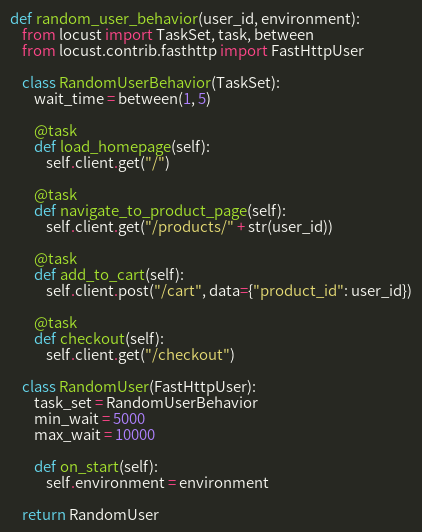 def random_user_behavior(user_id, environment):
from locust import TaskSet, task, between
from locust.contrib.fasthttp import FastHttpUser
class RandomUserBehavior(TaskSet):
wait_time = between(1, 5)
@task
def load_homepage(self):
self.client.get("/")
@task
def navigate_to_product_page(self):
self.client.get("/products/" + str(user_id))
@task
def add_to_cart(self):
self.client.post("/cart", data={"product_id": user_id})
@task
def checkout(self):
self.client.get("/checkout")
class RandomUser(FastHttpUser):
task_set = RandomUserBehavior
min_wait = 5000
max_wait = 10000
def on_start(self):
self.environment = environment
return RandomUser